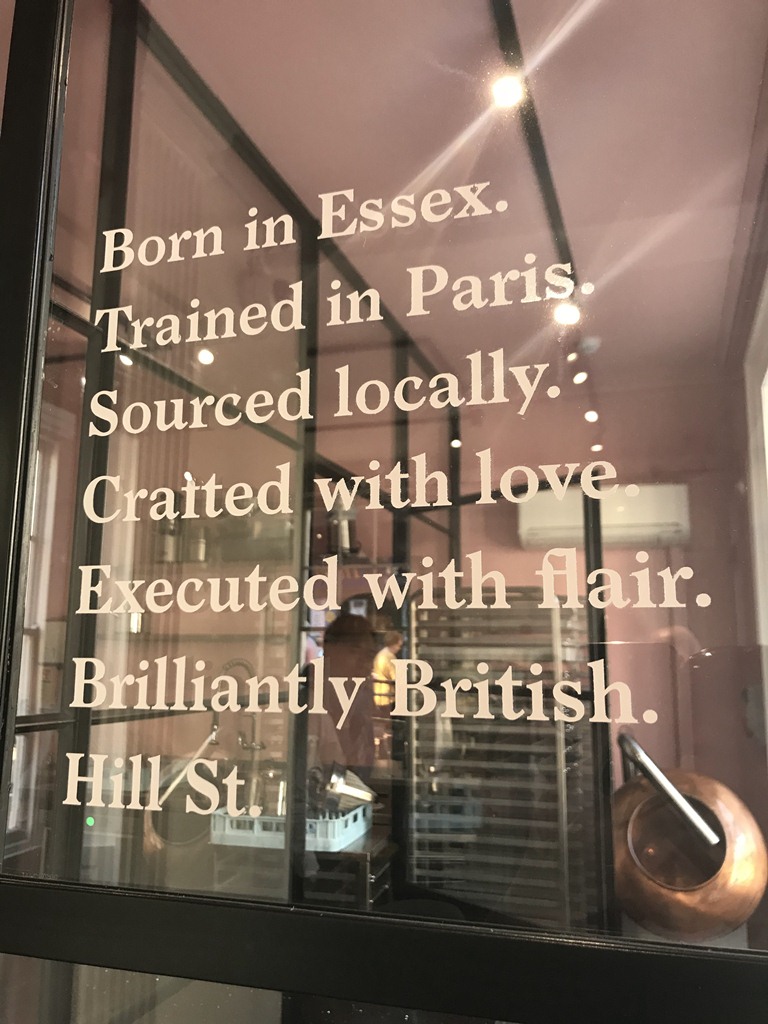 Born in Essex.
Trained in Paris.
Sourced locally.
Crafted with love.
Executed with flair.
Brilliantly British.
Hill St.